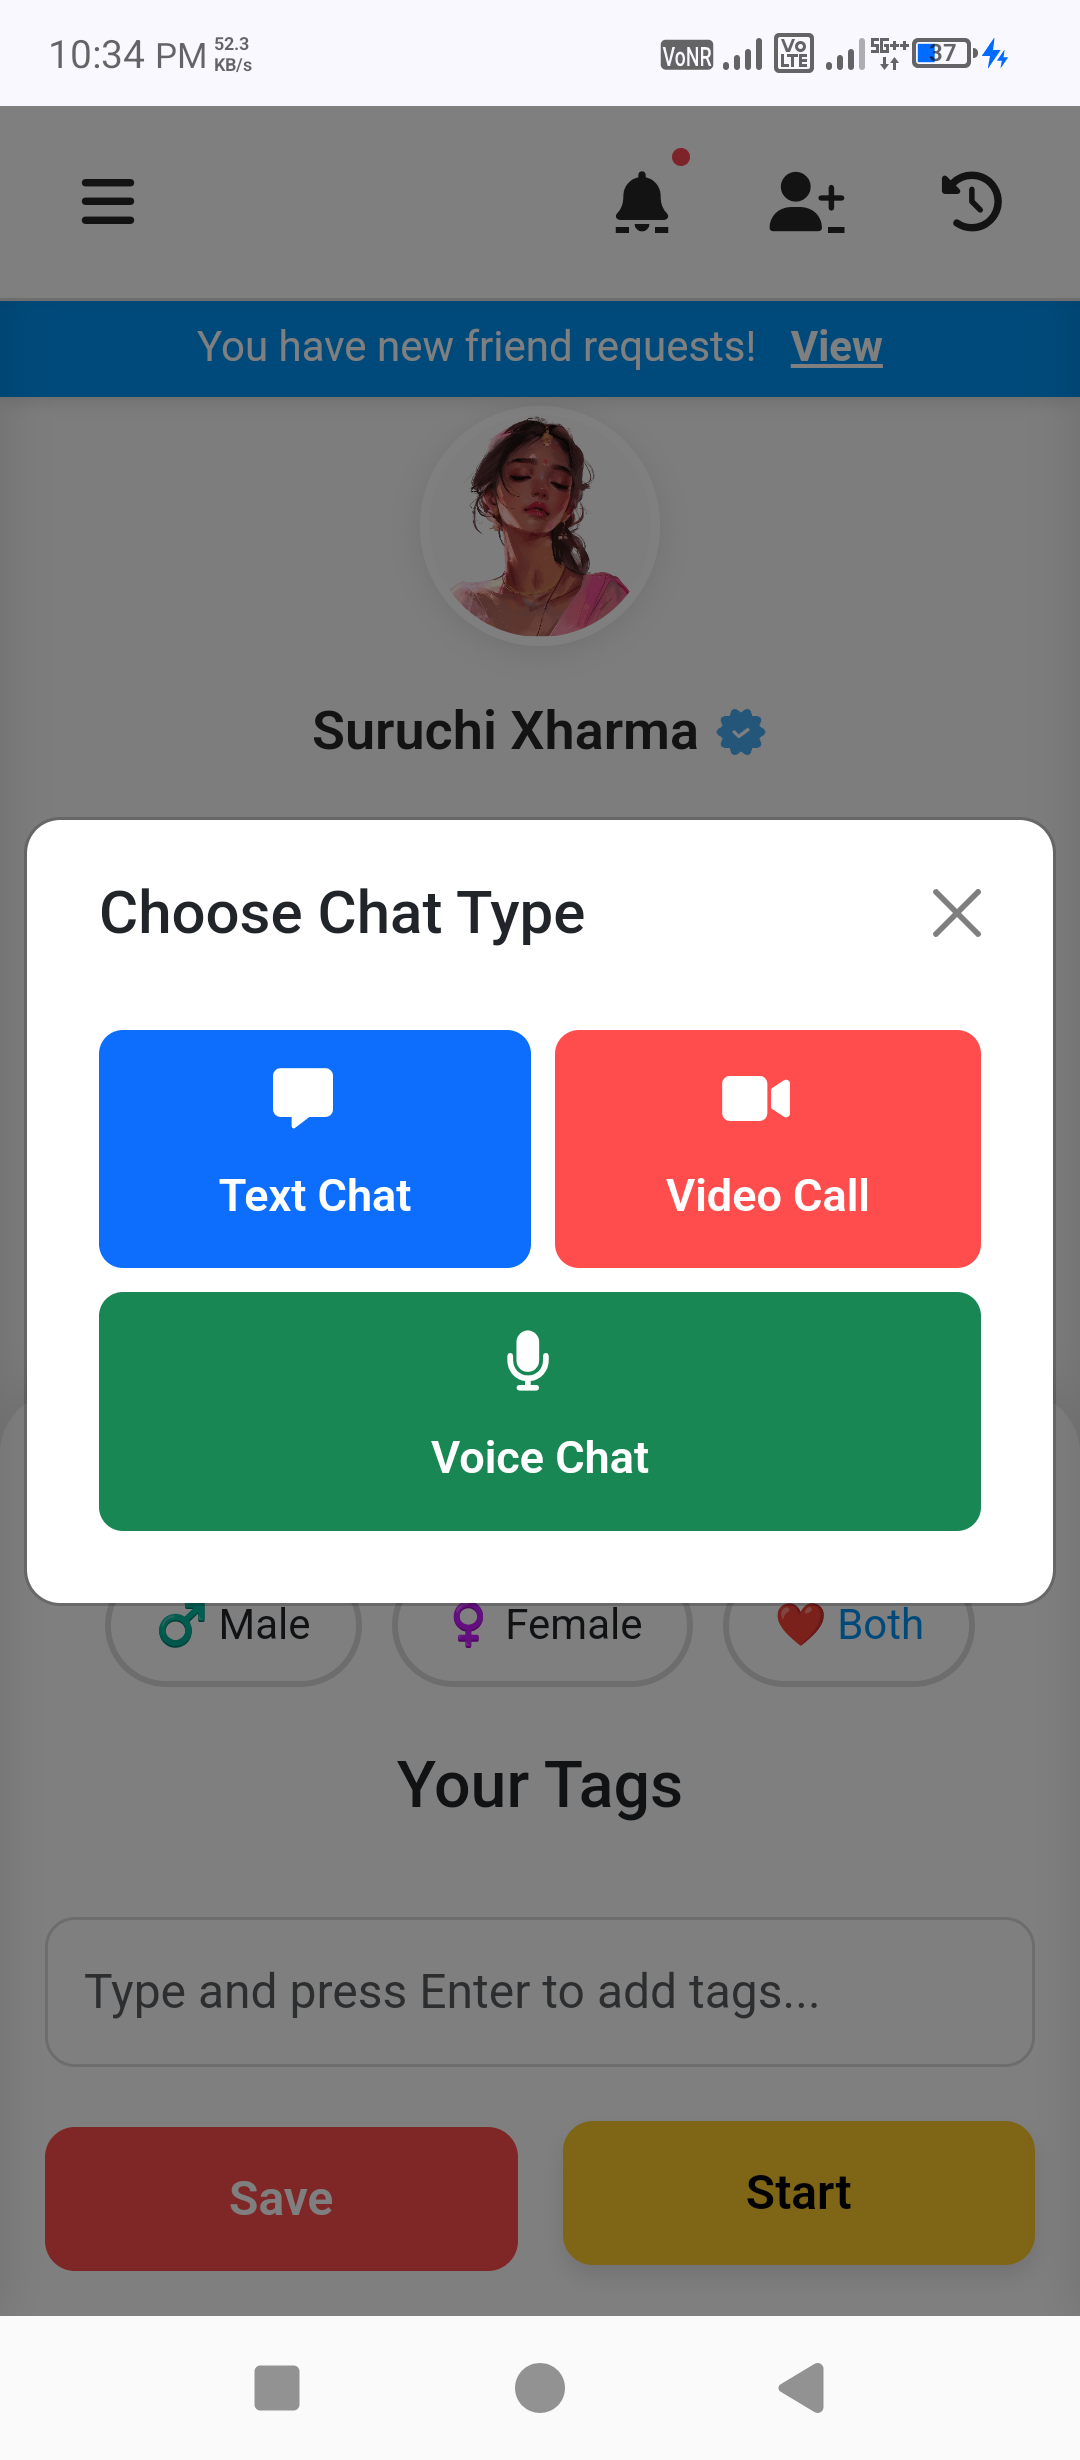 10:34 PM 52.3 KB/s VoNR Vo LTE 5G++ 37
You have new friend requests! View
Suruchi Xharma
Choose Chat Type
Text Chat
Video Call
Voice Chat
Male Female Both
Your Tags
Type and press Enter to add tags...
Save
Start